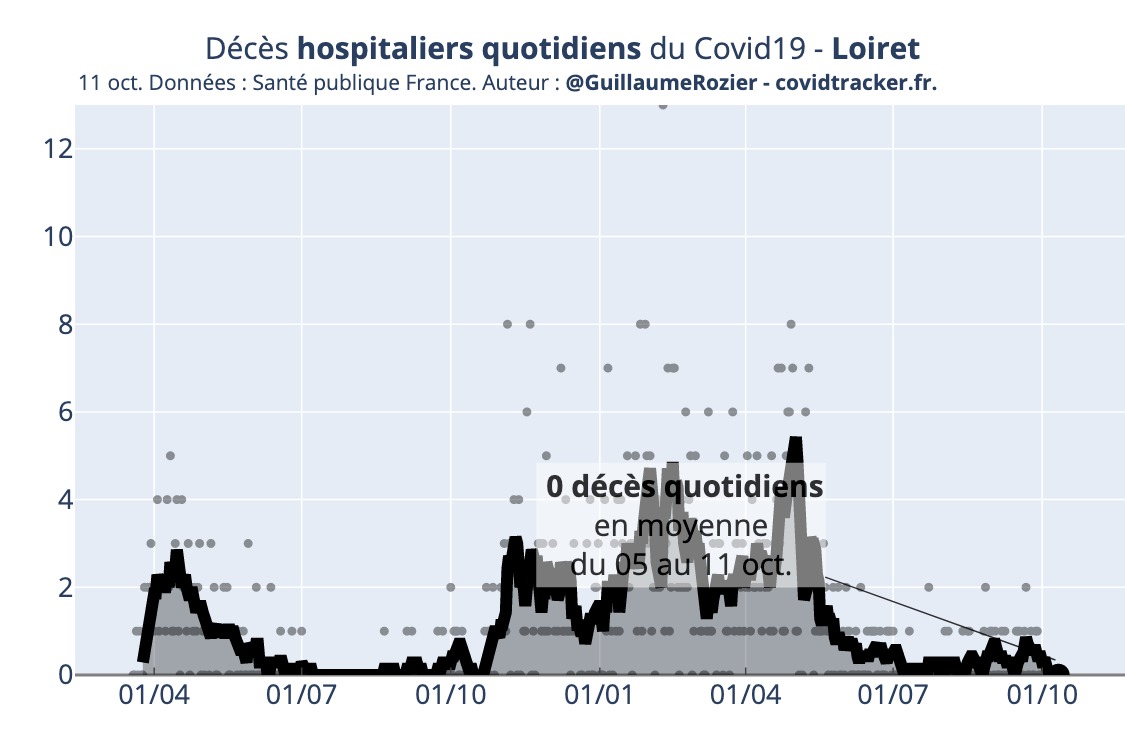 Décès hospitaliers quotidiens du Covid19 - Loiret
11 oct. Données : Santé publique France. Auteur : @GuillaumeRozier - covidtracker.fr.
12
10
8
6
4
2
0
0 décès quotidiens
en moyenne
du 05 au 11 oct.
01/04 01/07 01/10 01/01 01/04 01/07 01/10